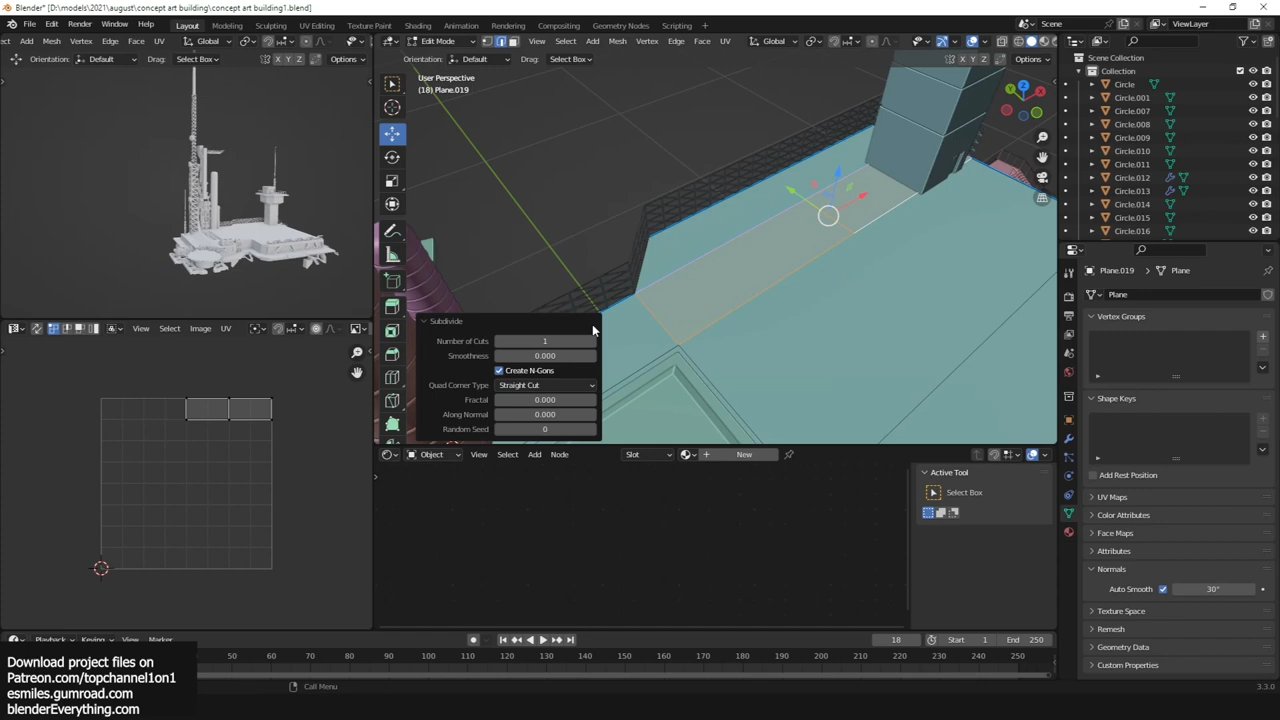 Blender* [D:\models\2021\august\concept art building\concept art building1.blend]
File Edit Render Window Help Layout Modeling Sculpting UV Editing Texture Paint Shading Animation Rendering Compositing Geometry Nodes Scripting + Scene ViewLayer
Add Mesh Vertex Edge Face UV Global
Orientation: Default Drag: Select Box X Y Z Options
Edit Mode View Select Add Mesh Vertex Edge Face UV Global
Orientation: Default Drag: Select Box X Y Z Options
User Perspective
(18) Plane.019
Subdivide
Number of Cuts 1
Smoothness 0.000
Create N-Gons
Quad Corner Type Straight Cut
Fractal 0.000
Along Normal 0.000
Random Seed 0
View Select Image UV
Object View Select Add Node Slot New
Active Tool
Select Box
Scene Collection
Collection
Circle
Circle.001
Circle.007
Circle.008
Circle.009
Circle.010
Circle.011
Circle.012
Circle.013
Circle.014
Circle.015
Circle.016
Plane.019 Plane
Plane
Vertex Groups
Shape Keys
Add Rest Position
UV Maps
Color Attributes
Face Maps
Attributes
Normals
Auto Smooth 30°
Texture Space
Remesh
Geometry Data
Custom Properties
Playback Keying View Marker 18 Start 1 End 250
50 60 70 80 90 100 110 120 130 140 150 160 170 180 190 200 210 220 230 240 250
Download project files on
Patreon.com/topchannel1on1
esmiles.gumroad.com
blenderEverything.com
Call Menu
3.3.0